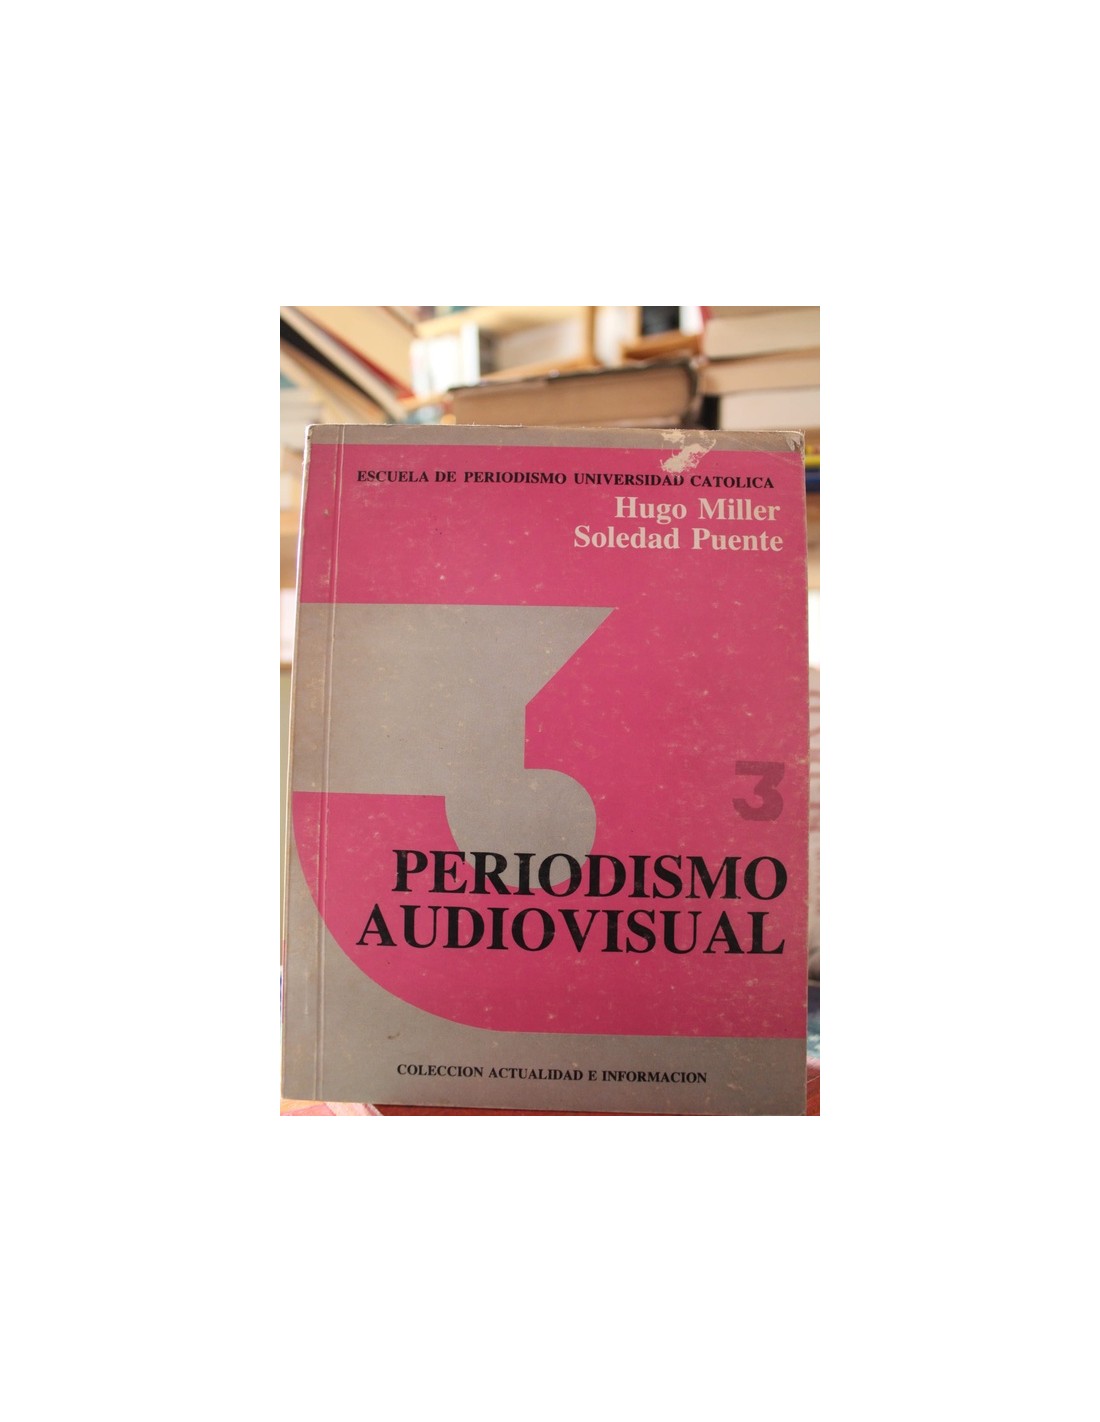 ESCUELA DE PERIODISMO UNIVERSIDAD CATOLICA
Hugo Miller
Soledad Puente
3
3
PERIODISMO
AUDIOVISUAL
COLECCION ACTUALIDAD E INFORMACION